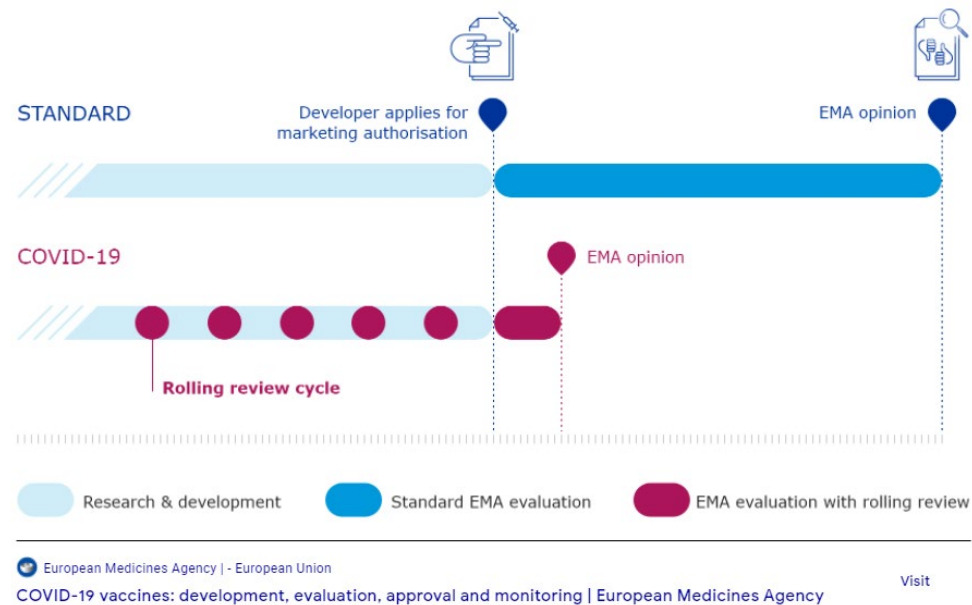 STANDARD
Developer applies for
marketing authorisation
EMA opinion
COVID-19
EMA opinion
Rolling review cycle
Research & development
Standard EMA evaluation
EMA evaluation with rolling review
European Medicines Agency | - European Union
COVID-19 vaccines: development, evaluation, approval and monitoring | European Medicines Agency
Visit